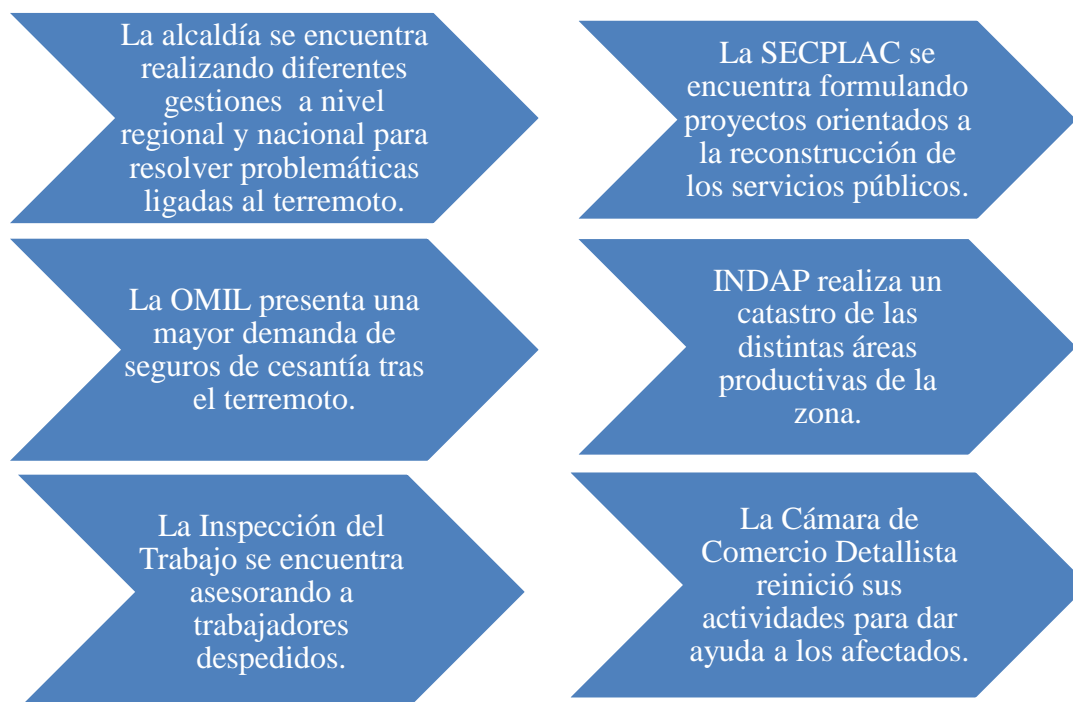 La alcaldía se encuentra
realizando diferentes
gestiones a nivel
regional y nacional para
resolver problemáticas
ligadas al terremoto.
La SECPLAC se
encuentra formulando
proyectos orientados a
la reconstrucción de
los servicios públicos.
La OMIL presenta una
mayor demanda de
seguros de cesantía tras
el terremoto.
INDAP realiza un
catastro de las
distintas áreas
productivas de la
zona.
La Inspección del
Trabajo se encuentra
asesorando a
trabajadores
despedidos.
La Cámara de
Comercio Detallista
reinició sus
actividades para dar
ayuda a los afectados.